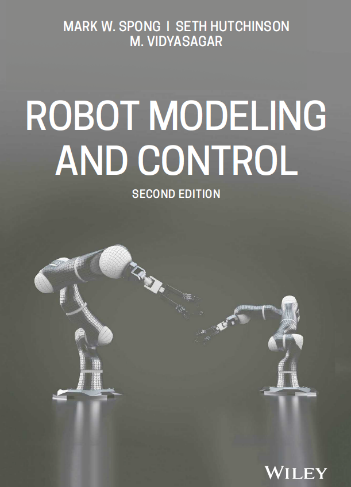 MARK W. SPONG | SETH HUTCHINSON
M. VIDYASAGAR
ROBOT MODELING
AND CONTROL
SECOND EDITION
WILEY